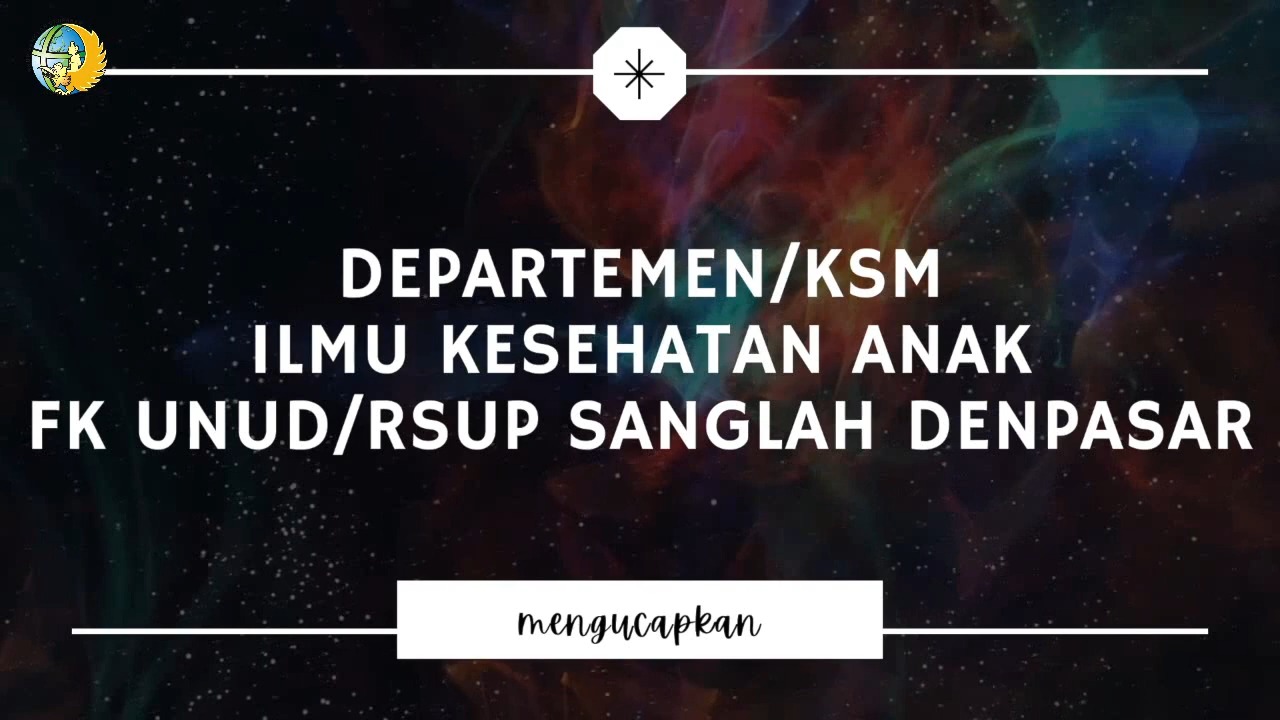 DEPARTEMEN/KSM
ILMU KESEHATAN ANAK
FK UNUD/RSUP SANGLAH DENPASAR
mengucapkan